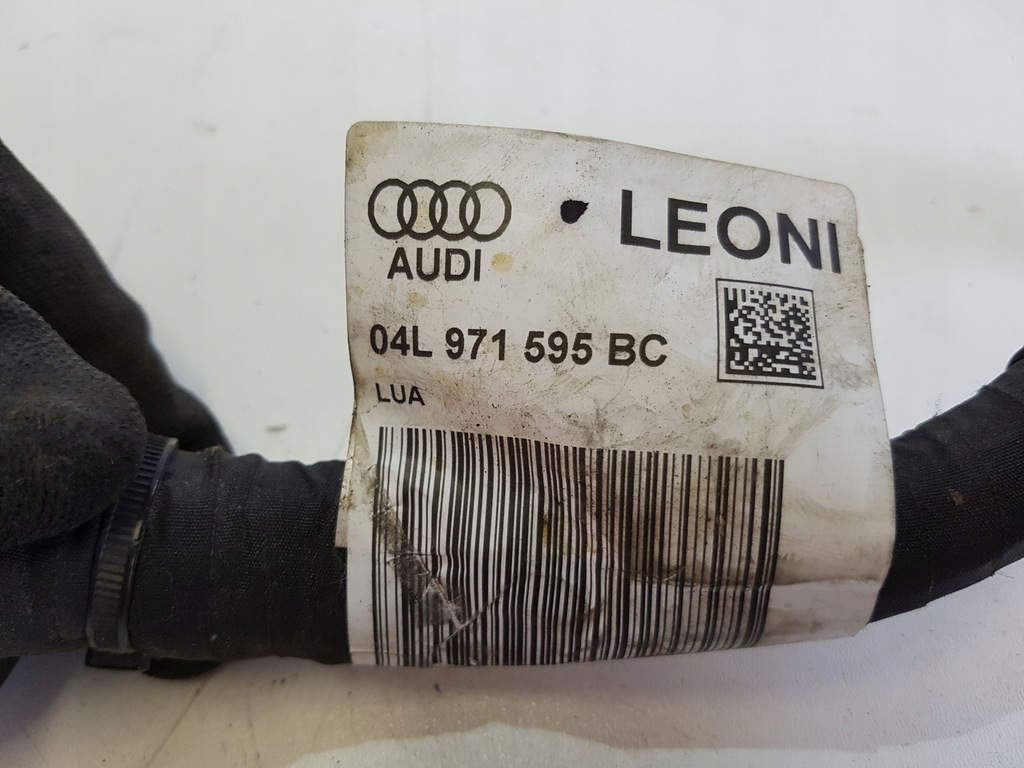 LEONI
AUDI
04L 971 595 BC
LUA